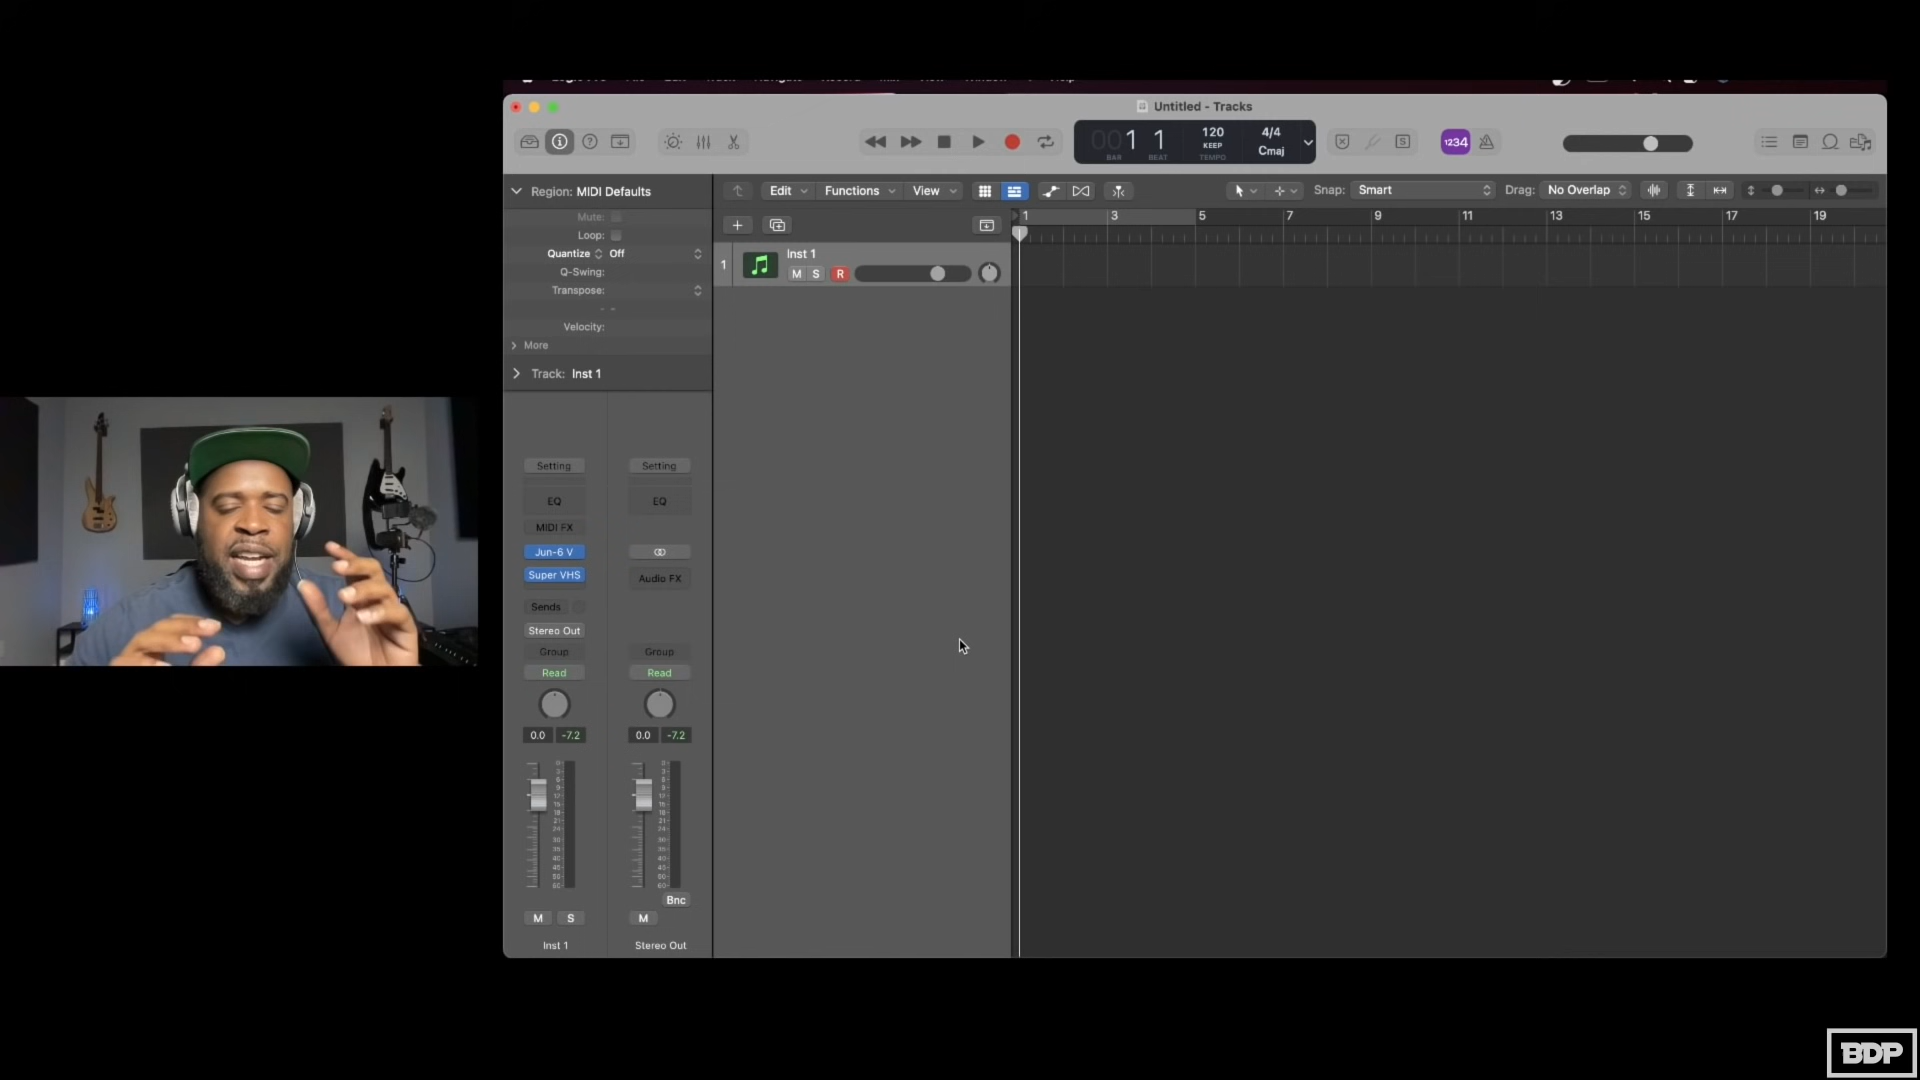 Untitled - Tracks
001 1
BAR BEAT
120
KEEP
TEMPO
4/4
Cmaj
S
1234
Region: MIDI Defaults
Edit Functions View
Snap: Smart
Drag: No Overlap
Mute:
Loop:
Quantize Off
Q-Swing:
Transpose:
Velocity:
More
Track: Inst 1
1 3 5 7 9 11 13 15 17 19
1
Inst 1
M S R
Setting Setting
EQ EQ
MIDI FX
Jun-6 V
Super VHS
Audio FX
Sends
Stereo Out
Group Group
Read Read
0.0 -7.2 0.0 -7.2
Bnc
M S M
Inst 1 Stereo Out
BDP